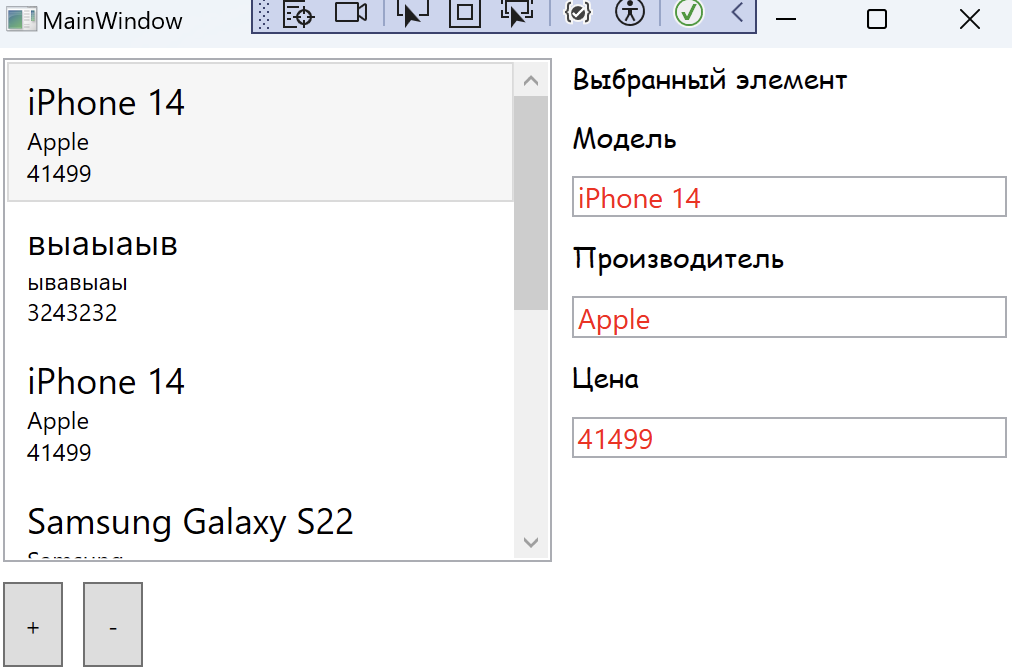 MainWindow
iPhone 14
Apple
41499
выаыаыв
ывавыаы
3243232
iPhone 14
Apple
41499
Samsung Galaxy S22
Samsung
+ -
Выбранный элемент
Модель
iPhone 14
Производитель
Apple
Цена
41499